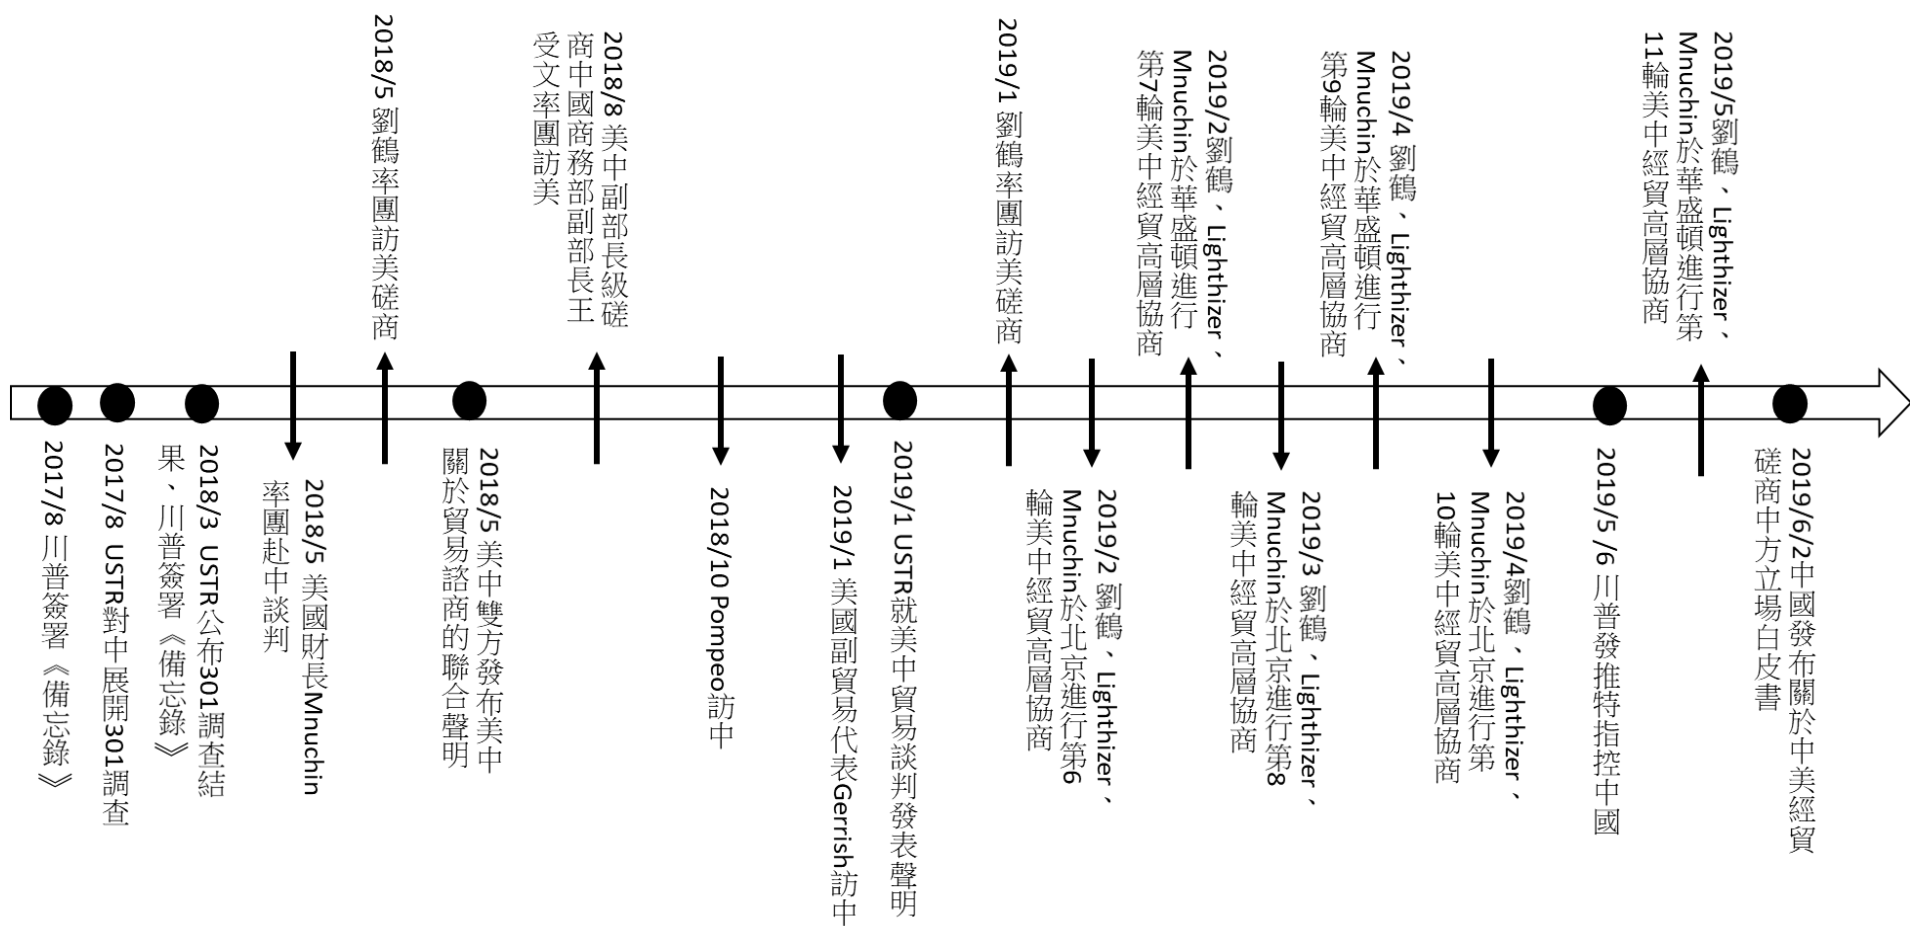 2017/8 川普簽署《備忘錄》
2017/8 USTR對中展開301調查
2018/3 USTR公布301調查結
果、川普簽署《備忘錄》
2018/5 美國財長Mnuchin
率團赴中談判
2018/5 劉鶴率團訪美磋商
2018/5 美中雙方發布美中
關於貿易諮商的聯合聲明
2018/8 美中副部長級磋
商中國商務部副部長王
受文率團訪美
2018/10 Pompeo訪中
2019/1 美國副貿易代表Gerrish訪中
2019/1 USTR就美中貿易談判發表聲明
2019/1 劉鶴率團訪美磋商
2019/2 劉鶴、Lighthizer、
Mnuchin於北京進行第6
輪美中經貿高層協商
2019/2劉鶴、Lighthizer、
Mnuchin於華盛頓進行
第7輪美中經貿高層協商
2019/3 劉鶴、Lighthizer、
Mnuchin於北京進行第8
輪美中經貿高層協商
2019/4 劉鶴、Lighthizer、
Mnuchin於華盛頓進行
第9輪美中經貿高層協商
2019/4劉鶴、Lighthizer、
Mnuchin於北京進行第
10輪美中經貿高層協商
2019/5 /6 川普發推特指控中國
2019/5劉鶴、Lighthizer、
Mnuchin於華盛頓進行第
11輪美中經貿高層協商
2019/6/2中國發布關於中美經貿
磋商中方立場白皮書